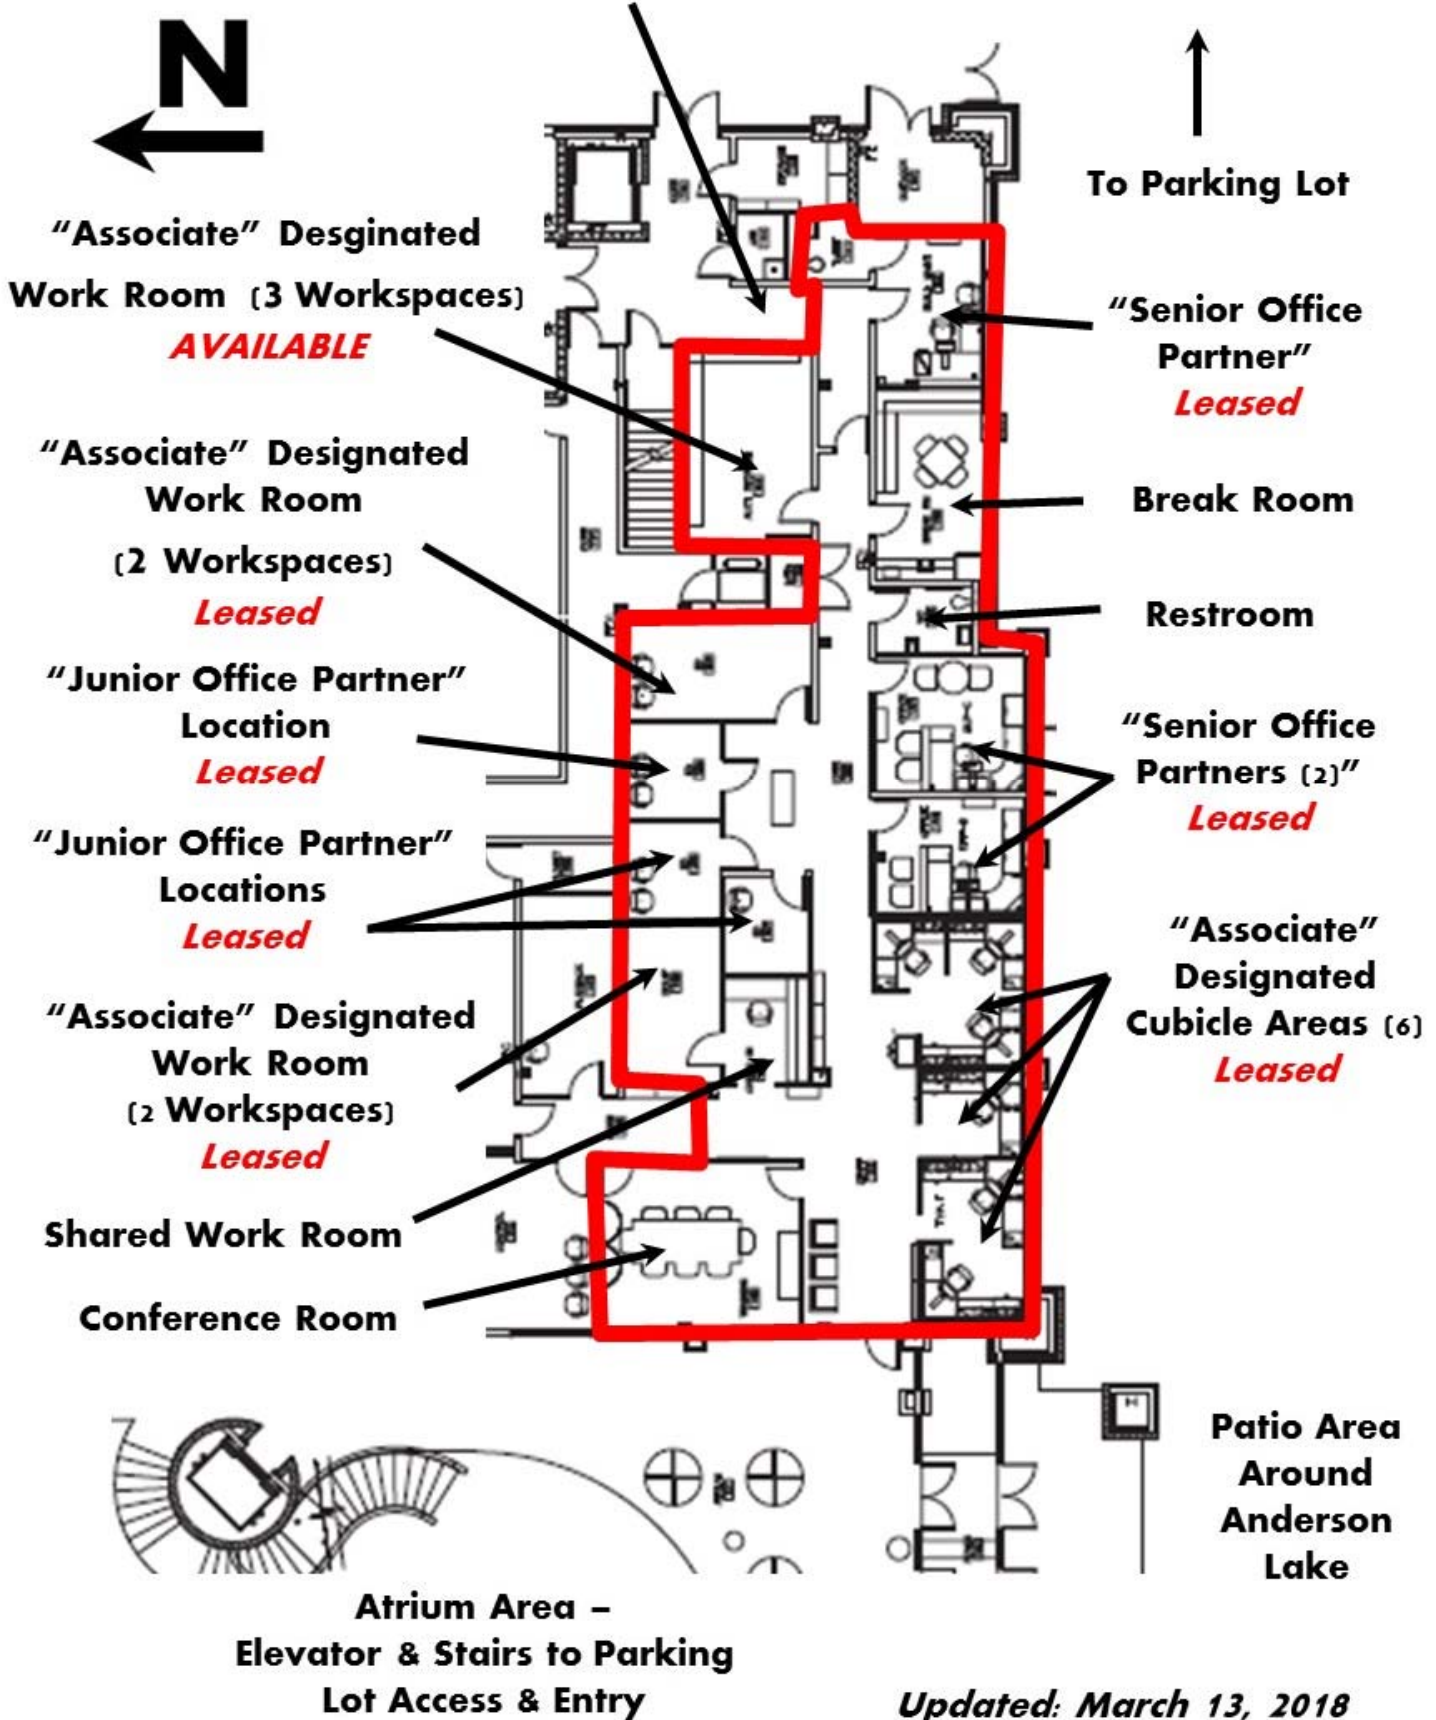 N
To Parking Lot
“Associate” Desginated
Work Room (3 Workspaces)
AVAILABLE
“Senior Office
Partner”
Leased
“Associate” Designated
Work Room
(2 Workspaces)
Leased
Break Room
Restroom
“Junior Office Partner”
Location
Leased
“Senior Office
Partners (2)”
Leased
“Junior Office Partner”
Locations
Leased
“Associate”
Designated
Cubicle Areas (6)
Leased
“Associate” Designated
Work Room
(2 Workspaces)
Leased
Shared Work Room
Conference Room
Patio Area
Around
Anderson
Lake
Atrium Area –
Elevator & Stairs to Parking
Lot Access & Entry
Updated: March 13, 2018